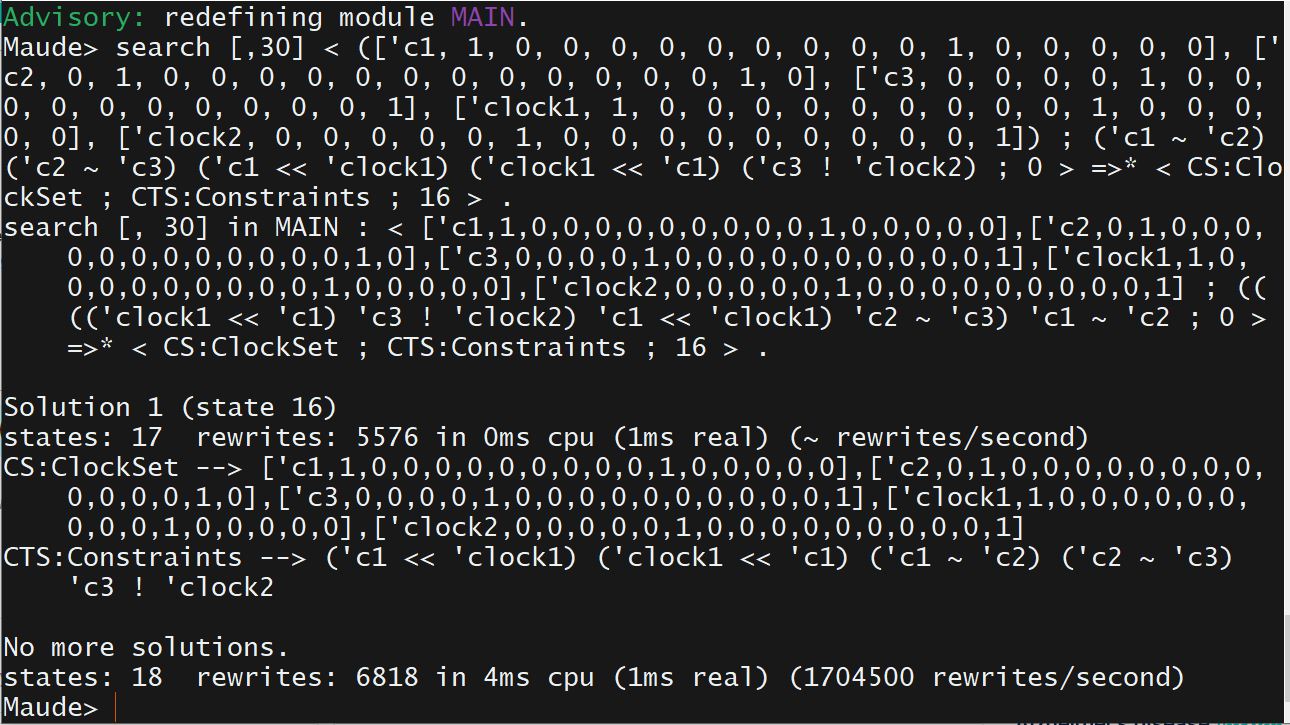 Advisory: redefining module MAIN.
Maude> search [,30] < (['c1, 1, 0, 0, 0, 0, 0, 0, 0, 0, 0, 1, 0, 0, 0, 0, 0], ['
c2, 0, 1, 0, 0, 0, 0, 0, 0, 0, 0, 0, 0, 0, 0, 1, 0], ['c3, 0, 0, 0, 0, 1, 0, 0,
0, 0, 0, 0, 0, 0, 0, 0, 1], ['clock1, 1, 0, 0, 0, 0, 0, 0, 0, 0, 0, 1, 0, 0, 0,
0, 0], ['clock2, 0, 0, 0, 0, 0, 1, 0, 0, 0, 0, 0, 0, 0, 0, 0, 1]) ; ('c1 ~ 'c2)
('c2 ~ 'c3) ('c1 << 'clock1) ('clock1 << 'c1) ('c3 ! 'clock2) ; 0 > =>* < CS:Clo
ckSet ; CTS:Constraints ; 16 > .
search [, 30] in MAIN : < ['c1,1,0,0,0,0,0,0,0,0,0,1,0,0,0,0,0],['c2,0,1,0,0,0,
0,0,0,0,0,0,0,0,0,1,0],['c3,0,0,0,0,1,0,0,0,0,0,0,0,0,0,0,1],['clock1,1,0,
0,0,0,0,0,0,0,0,1,0,0,0,0,0],['clock2,0,0,0,0,0,1,0,0,0,0,0,0,0,0,0,1] ; ((
(('clock1 << 'c1) 'c3 ! 'clock2) 'c1 << 'clock1) 'c2 ~ 'c3) 'c1 ~ 'c2 ; 0 >
=>* < CS:ClockSet ; CTS:Constraints ; 16 > .
Solution 1 (state 16)
states: 17  rewrites: 5576 in 0ms cpu (1ms real) (~ rewrites/second)
CS:ClockSet --> ['c1,1,0,0,0,0,0,0,0,0,0,1,0,0,0,0,0],['c2,0,1,0,0,0,0,0,0,0,0,
0,0,0,0,1,0],['c3,0,0,0,0,1,0,0,0,0,0,0,0,0,0,0,1],['clock1,1,0,0,0,0,0,0,
0,0,0,1,0,0,0,0,0],['clock2,0,0,0,0,0,1,0,0,0,0,0,0,0,0,0,1]
CTS:Constraints --> ('c1 << 'clock1) ('clock1 << 'c1) ('c1 ~ 'c2) ('c2 ~ 'c3)
'c3 ! 'clock2
No more solutions.
states: 18  rewrites: 6818 in 4ms cpu (1ms real) (1704500 rewrites/second)
Maude>